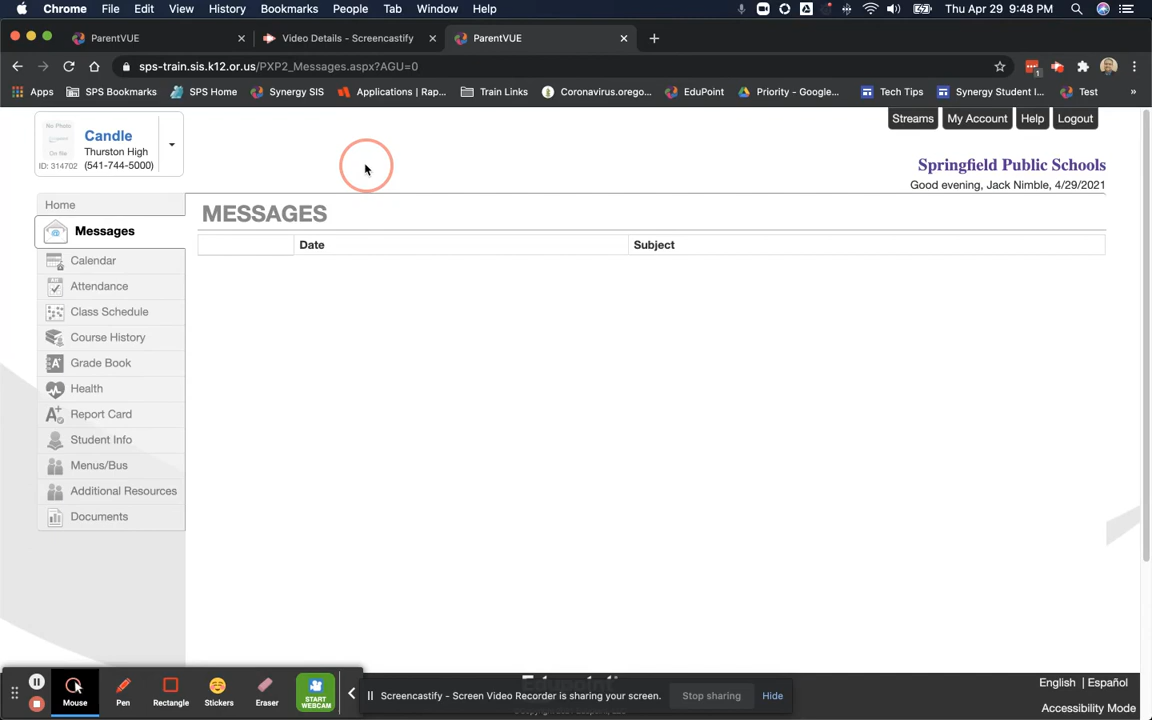 Chrome File Edit View History Bookmarks People Tab Window Help Thu Apr 29 9:48 PM
ParentVUE
Video Details - Screencastify
ParentVUE
sps-train.sis.k12.or.us/PXP2_Messages.aspx?AGU=0
1
Apps SPS Bookmarks SPS Home Synergy SIS Applications | Rap... Train Links Coronavirus.orego... EduPoint Priority - Google... Tech Tips Synergy Student I... Test »
No Photo
On the
ID: 314702
Candle
Thurston High
(541-744-5000)
Streams My Account Help Logout
Springfield Public Schools
Good evening, Jack Nimble, 4/29/2021
Home
Messages
Calendar
Attendance
Class Schedule
Course History
Grade Book
Health
Report Card
Student Info
Menus/Bus
Additional Resources
Documents
MESSAGES
Date Subject
Mouse Pen Rectangle Stickers Eraser START WEBCAM
Screencastify - Screen Video Recorder is sharing your screen. Stop sharing Hide
English | Español
Accessibility Mode